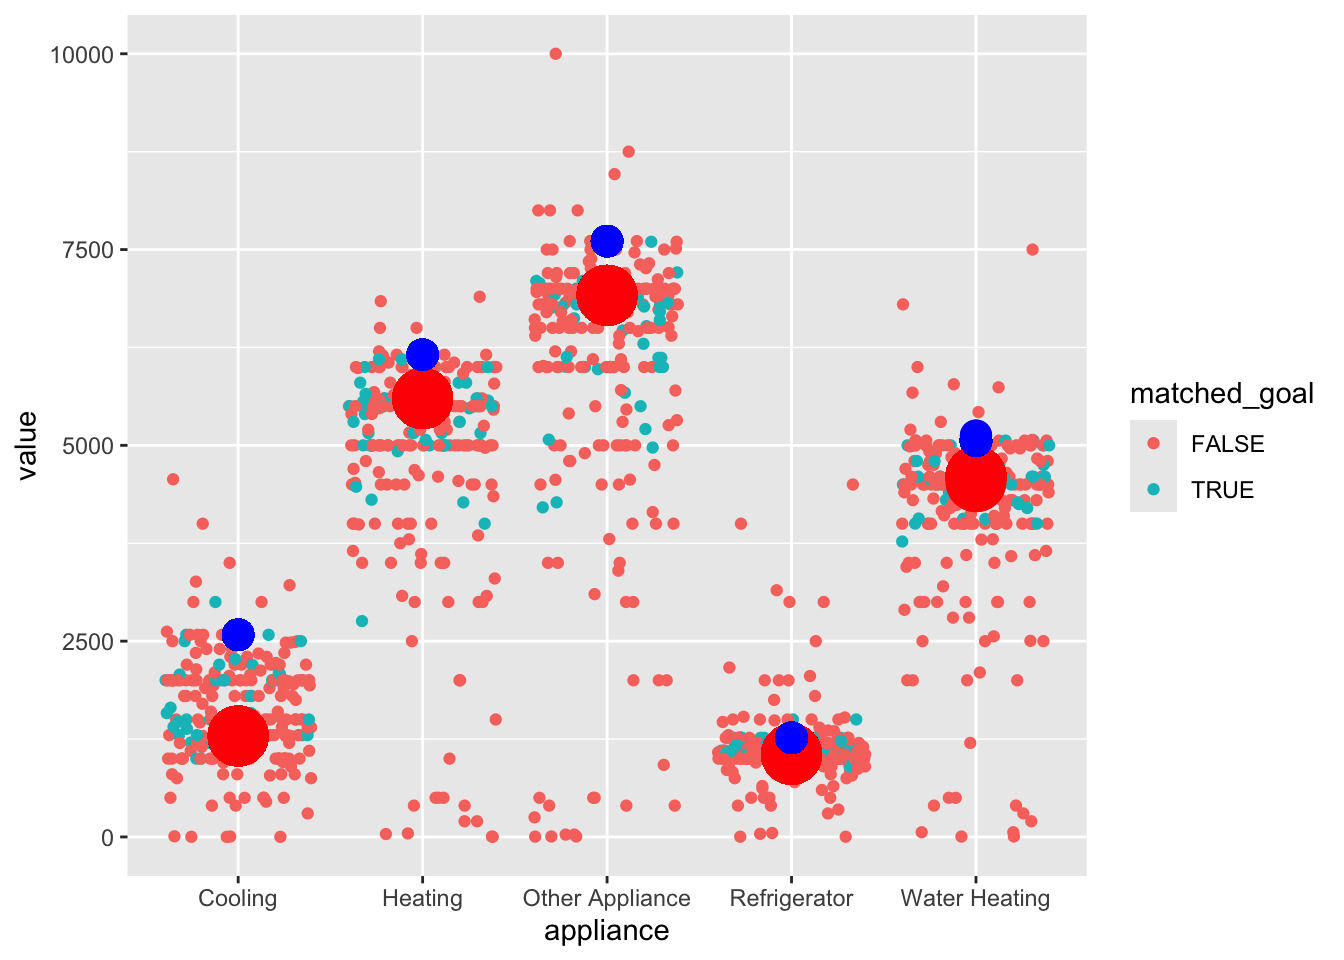 10000
7500
5000
2500
0
value
Cooling Heating Other Appliance Refrigerator Water Heating
appliance
matched_goal
FALSE
TRUE